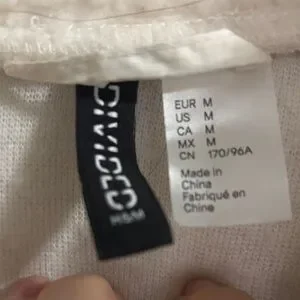 DIVIDED
H&M
EUR M
US M
CA M
MX M
CN 170/96A
Made in
China
Fabriqué en
Chine